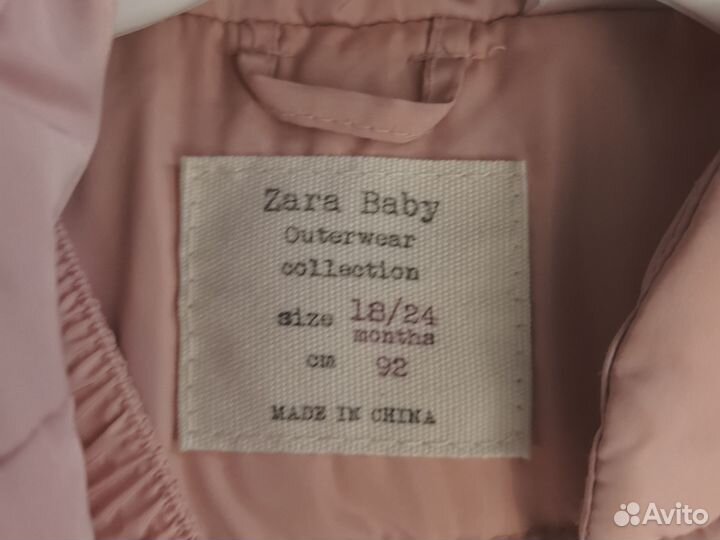 Zara Baby
Outerwear
collection
size 18/24
months
cm 92
MADE IN CHINA
Avito